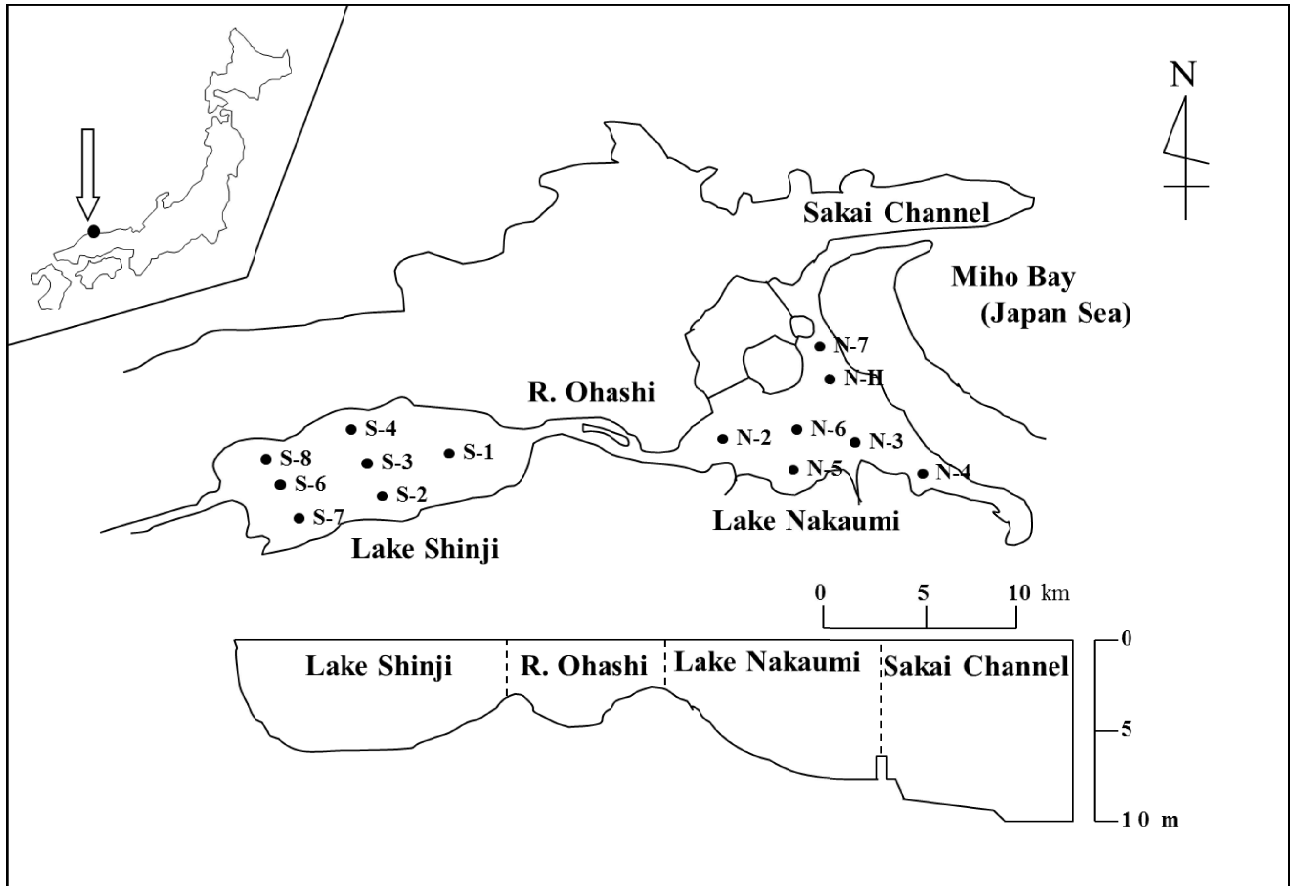 N
Sakai Channel
Miho Bay
(Japan Sea)
N-7
N-H
R. Ohashi
S-4
S-1
N-2
N-6
N-3
S-8
S-3
S-6
S-2
N-5
N-4
S-7
Lake Nakaumi
Lake Shinji
0 5 10 km
Lake Shinji
R. Ohashi
Lake Nakaumi
Sakai Channel
0
5
10 m